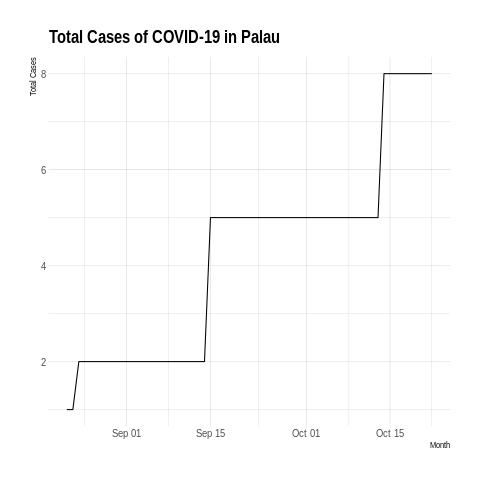 Total Cases of COVID-19 in Palau
Total Cases
8
6
4
2
Sep 01
Sep 15
Oct 01
Oct 15
Month